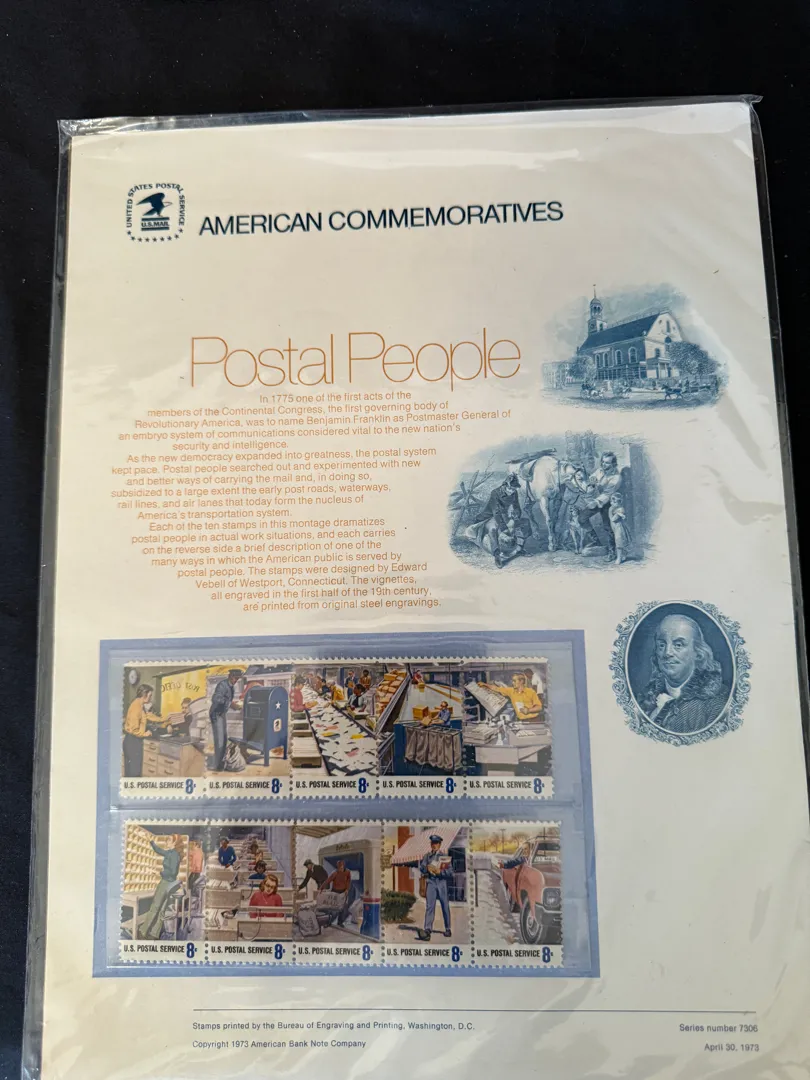 UNITED STATES POSTAL SERVICE
U.S.MAIL
AMERICAN COMMEMORATIVES
Postal People
In 1775 one of the first acts of the
members of the Continental Congress, the first governing body of
Revolutionary America, was to name Benjamin Franklin as Postmaster General of
an embryo system of communications considered vital to the new nation's
security and intelligence.
As the new democracy expanded into greatness, the postal system
kept pace. Postal people searched out and experimented with new
and better ways of carrying the mail and, in doing so,
subsidized to a large extent the early post roads, waterways,
rail lines, and air lanes that today form the nucleus of
America's transportation system.
Each of the ten stamps in this montage dramatizes
postal people in actual work situations, and each carries
on the reverse side a brief description of one of the
many ways in which the American public is served by
postal people. The stamps were designed by Edward
Vebell of Westport, Connecticut. The vignettes,
all engraved in the first half of the 19th century,
are printed from original steel engravings.
U.S. POSTAL SERVICE 8c
U.S. POSTAL SERVICE 8c
U.S. POSTAL SERVICE 8c
U.S. POSTAL SERVICE 8c
U.S. POSTAL SERVICE 8c
U.S. POSTAL SERVICE 8c
U.S. POSTAL SERVICE 8c
U.S. POSTAL SERVICE 8c
U.S. POSTAL SERVICE 8c
U.S. POSTAL SERVICE 8c
Stamps printed by the Bureau of Engraving and Printing, Washington, D.C.
Series number 7306
Copyright 1973 American Bank Note Company
April 30, 1973